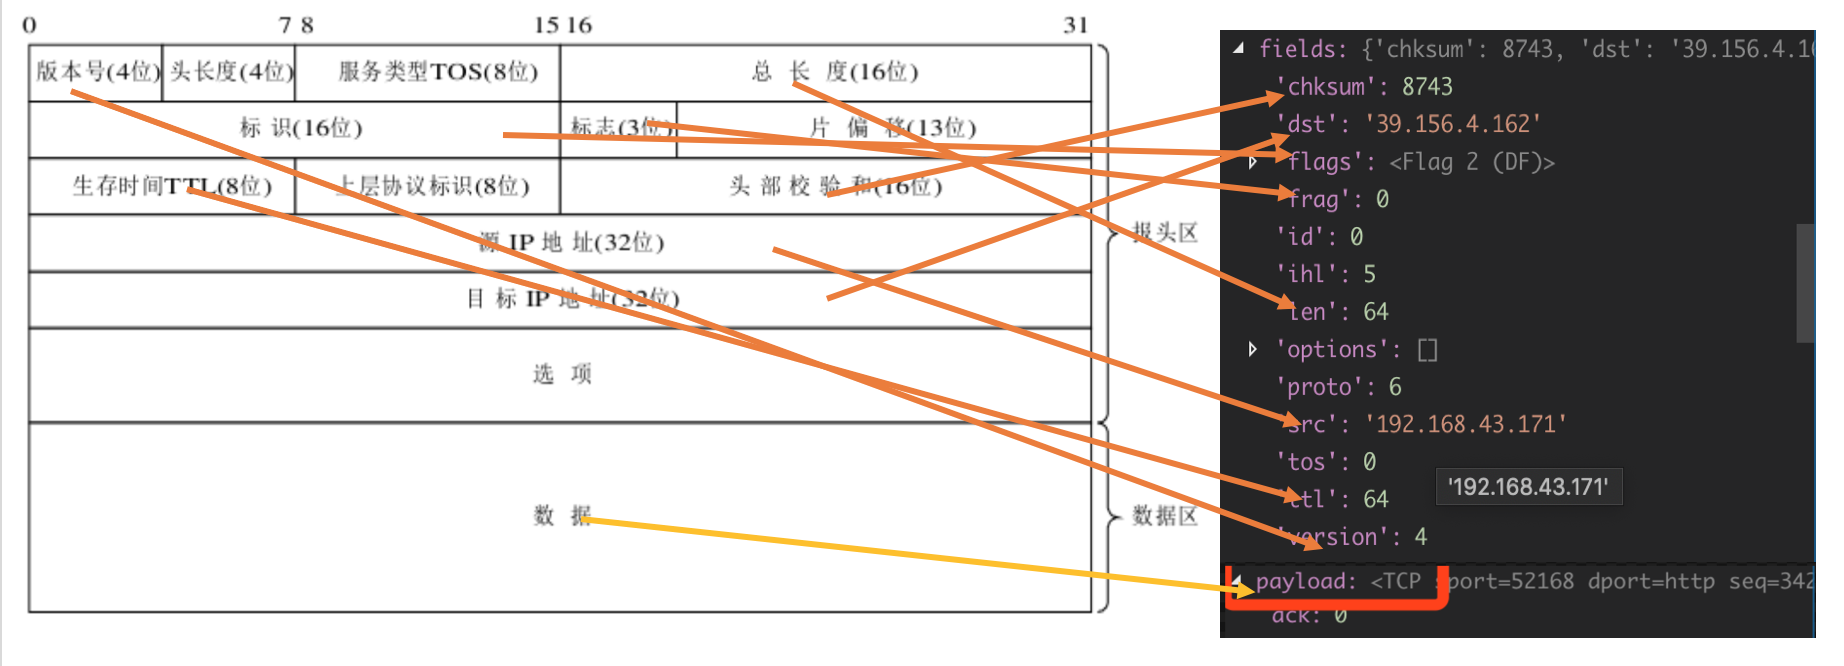 0 7 8 15 16 31
版本号(4位) 头长度(4位) 服务类型TOS(8位) 总 长 度(16位)
标 识(16位) 标志(3位) 片 偏 移(13位)
生存时间TTL(8位) 上层协议标识(8位) 头 部 校 验 和(16位)
源 IP 地 址(32位)
目 标 IP 地 址(32位)
选 项
数 据
报头区
数据区
fields: {'chksum': 8743, 'dst': '39.156.4.16
'chksum': 8743
'dst': '39.156.4.162'
'flags': <Flag 2 (DF)>
'frag': 0
'id': 0
'ihl': 5
'len': 64
'options': []
'proto': 6
'src': '192.168.43.171'
'tos': 0
'192.168.43.171'
'ttl': 64
'version': 4
payload: <TCP sport=52168 dport=http seq=342
ack: 0